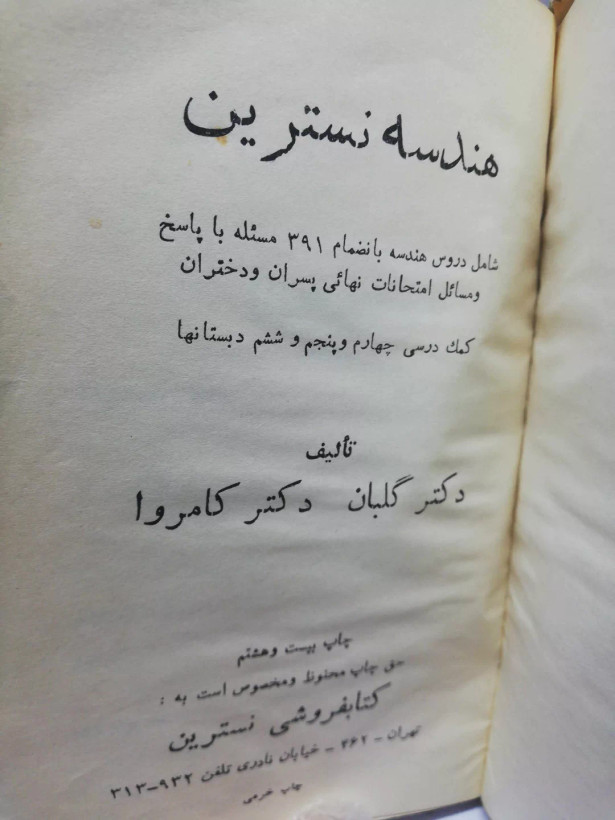 هندسه نسترین
شامل دروس هندسه بانضمام ۳۹۱ مسئله با پاسخ
ومسائل امتحانات نهائی پسران ودختران
کمك درسی چهارم وپنجم و ششم دبستانها
تألیف
دکتر گلبان دکتر کامروا
چاپ بیست وهشتم
حق چاپ محفوظ ومخصوص است به :
کتابفروشی نسترین
تهران - ۴۶۲ - خیابان نادری تلفن ۹۳۲-۳۱۳
چاپ خرمی